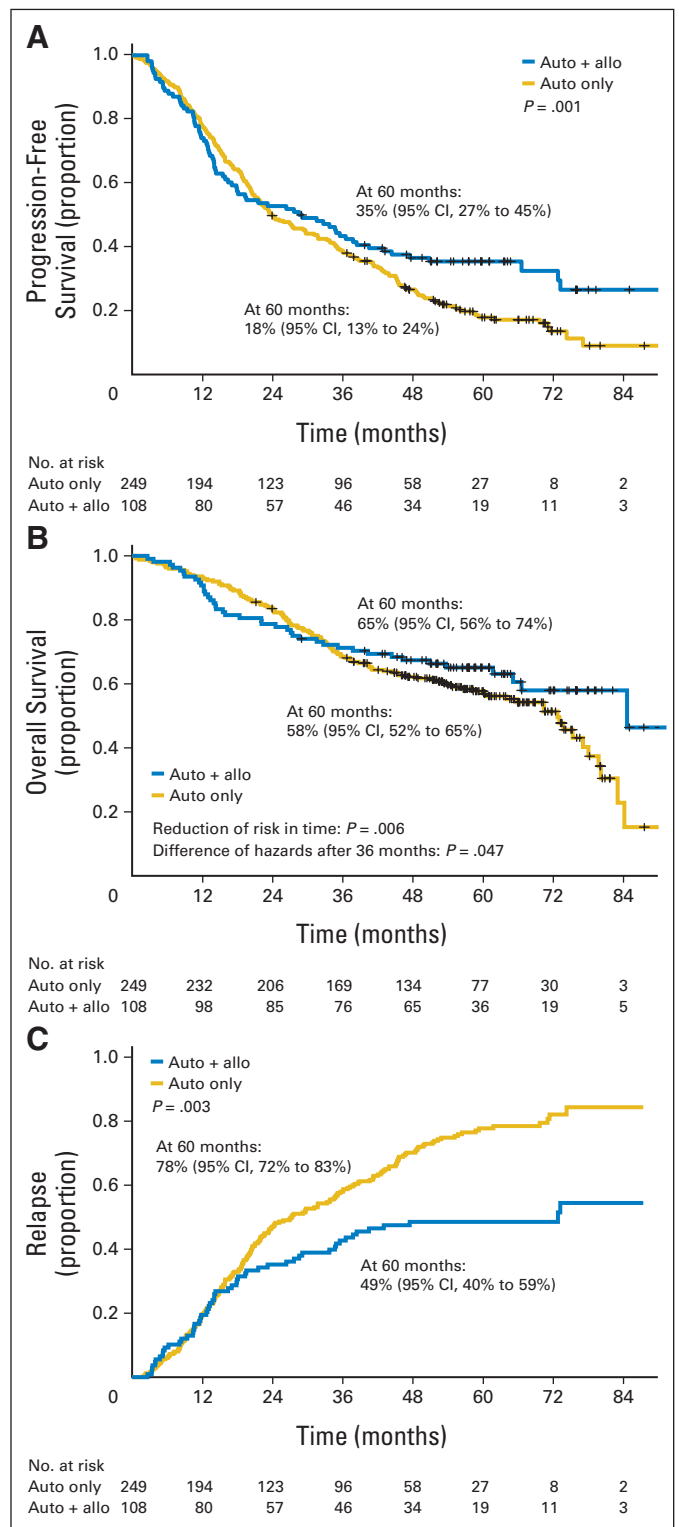 A
1.0
0.8
0.6
0.4
0.2
Progression-Free
Survival (proportion)
Auto + allo
Auto only
P = .001
At 60 months:
35% (95% CI, 27% to 45%)
At 60 months:
18% (95% CI, 13% to 24%)
0 12 24 36 48 60 72 84
Time (months)
No. at risk
Auto only 249 194 123 96 58 27 8 2
Auto + allo 108 80 57 46 34 19 11 3
B
1.0
0.8
0.6
0.4
0.2
Overall Survival
(proportion)
At 60 months:
65% (95% CI, 56% to 74%)
At 60 months:
58% (95% CI, 52% to 65%)
Auto + allo
Auto only
Reduction of risk in time: P = .006
Difference of hazards after 36 months: P = .047
0 12 24 36 48 60 72 84
Time (months)
No. at risk
Auto only 249 232 206 169 134 77 30 3
Auto + allo 108 98 85 76 65 36 19 5
C
1.0
0.8
0.6
0.4
0.2
Relapse
(proportion)
Auto + allo
Auto only
P = .003
At 60 months:
78% (95% CI, 72% to 83%)
At 60 months:
49% (95% CI, 40% to 59%)
0 12 24 36 48 60 72 84
Time (months)
No. at risk
Auto only 249 194 123 96 58 27 8 2
Auto + allo 108 80 57 46 34 19 11 3